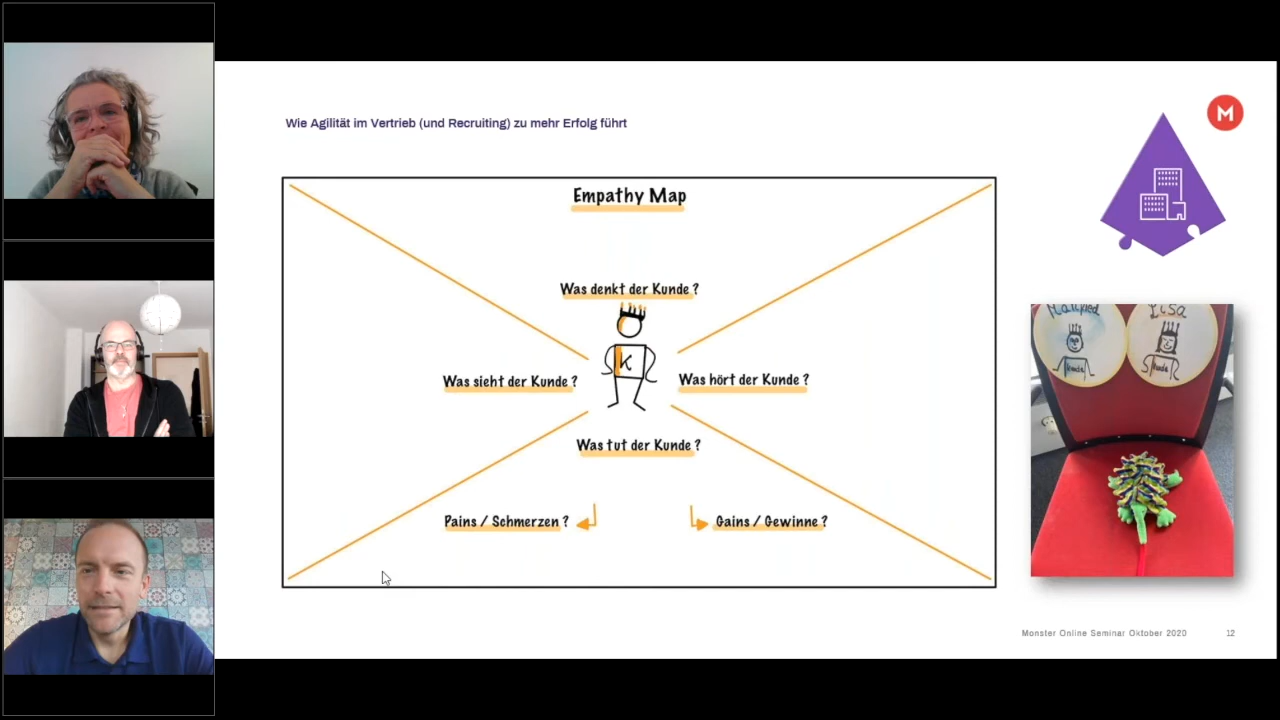 Wie Agilität im Vertrieb (und Recruiting) zu mehr Erfolg führt
M
Empathy Map
Was denkt der Kunde ?
K
Was sieht der Kunde ?
Was hört der Kunde ?
Was tut der Kunde ?
Pains / Schmerzen ?
Gains / Gewinne ?
Lisa
Monster Online Seminar Oktober 2020
12